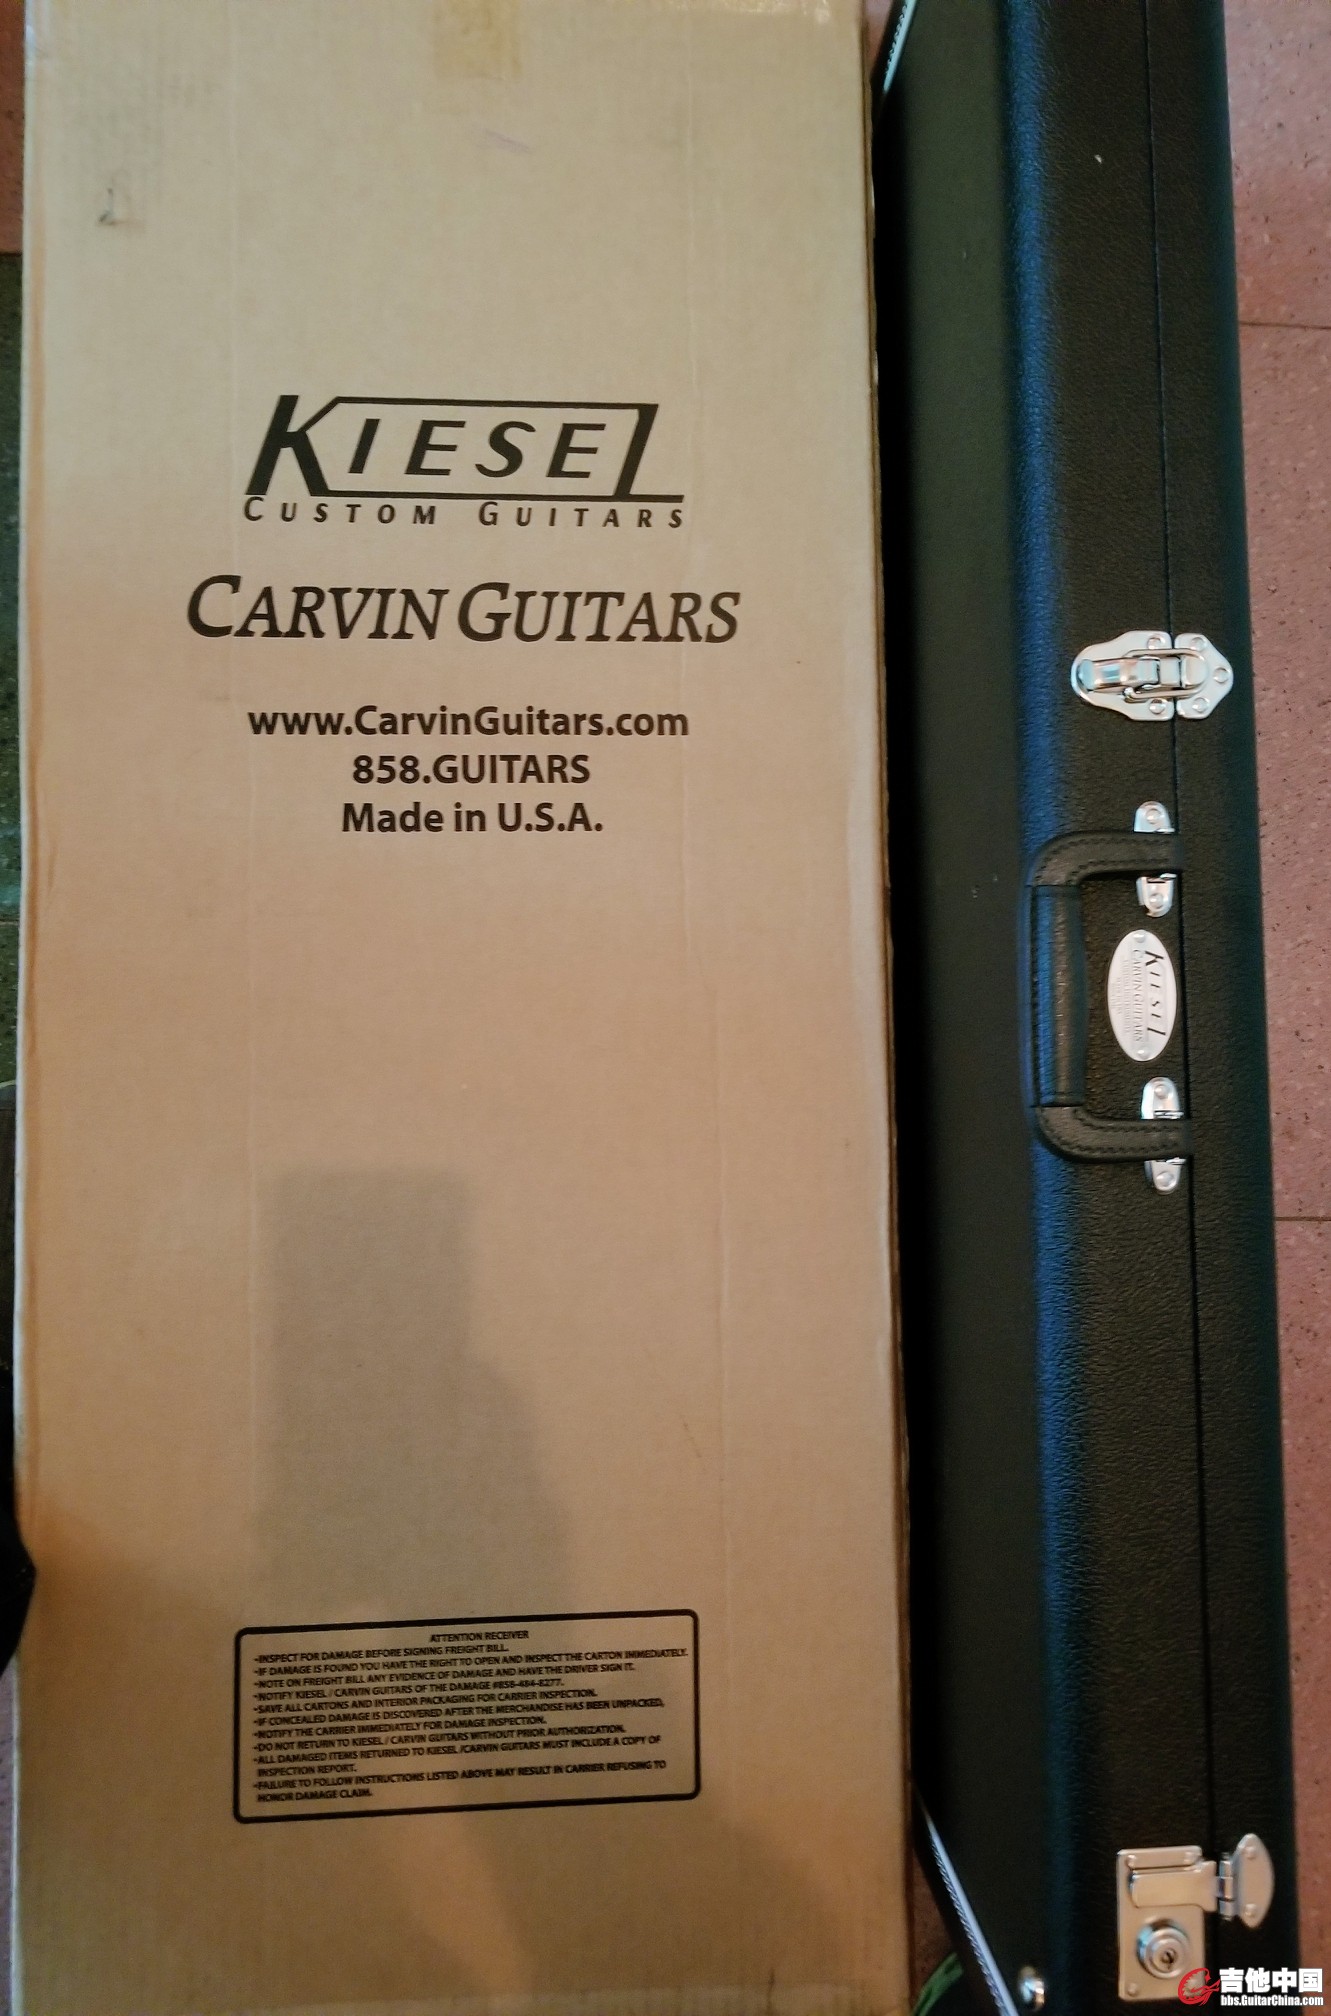 KIESEL
CUSTOM GUITARS
CARVIN GUITARS
www.CarvinGuitars.com
858.GUITARS
Made in U.S.A.
ATTENTION RECEIVER
-INSPECT FOR DAMAGE BEFORE SIGNING FREIGHT BILL.
-IF DAMAGE IS FOUND YOU HAVE THE RIGHT TO OPEN AND INSPECT THE CARTON IMMEDIATELY.
-NOTE ON FREIGHT BILL ANY EVIDENCE OF DAMAGE AND HAVE THE DRIVER SIGN IT.
-NOTIFY KIESEL / CARVIN GUITARS OF THE DAMAGE #858-484-8277.
-SAVE ALL CARTONS AND INTERIOR PACKAGING FOR CARRIER INSPECTION.
-IF CONCEALED DAMAGE IS DISCOVERED AFTER THE MERCHANDISE HAS BEEN UNPACKED,
-NOTIFY THE CARRIER IMMEDIATELY FOR DAMAGE INSPECTION.
-DO NOT RETURN TO KIESEL / CARVIN GUITARS WITHOUT PRIOR AUTHORIZATION.
-ALL DAMAGED ITEMS RETURNED TO KIESEL /CARVIN GUITARS MUST INCLUDE A COPY OF
INSPECTION REPORT.
-FAILURE TO FOLLOW INSTRUCTIONS LISTED ABOVE MAY RESULT IN CARRIER REFUSING TO
HONOR DAMAGE CLAIM.
KIESEL
CARVIN GUITARS
吉他中国
bbs.GuitarChina.com